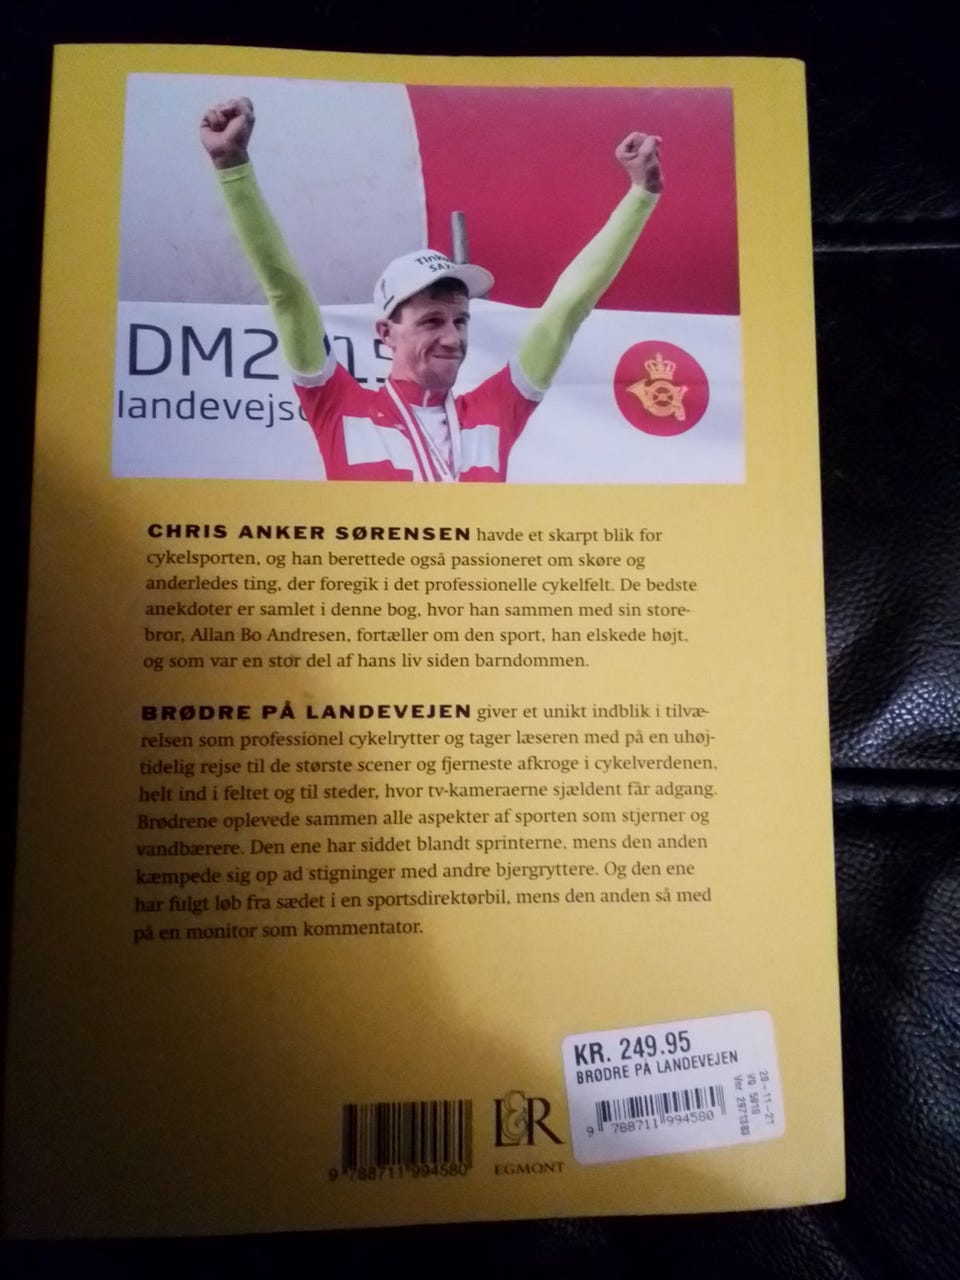 Tinko
SAX
DM2015
landevejsc
CHRIS ANKER SØRENSEN havde et skarpt blik for
cykelsporten, og han berettede også passioneret om skøre og
anderledes ting, der foregik i det professionelle cykelfelt. De bedste
anekdoter er samlet i denne bog, hvor han sammen med sin store-
bror, Allan Bo Andresen, fortæller om den sport, han elskede højt,
og som var en stor del af hans liv siden barndommen.
BRØDRE PÅ LANDEVEJEN giver et unikt indblik i tilvæ-
relsen som professionel cykelrytter og tager læseren med på en uhøj-
tidelig rejse til de største scener og fjerneste afkroge i cykelverdenen,
helt ind i feltet og til steder, hvor tv-kameraerne sjældent får adgang.
Brødrene oplevede sammen alle aspekter af sporten som stjerner og
vandbærere. Den ene har siddet blandt sprinterne, mens den anden
kæmpede sig op ad stigninger med andre bjergryttere. Og den ene
har fulgt løb fra sædet i en sportsdirektørbil, mens den anden så med
på en monitor som kommentator.
KR. 249.95
BRØDRE PÅ LANDEVEJEN
9 788711 994580
20-11-21
VG 5010
9 788711 994580
L&R
EGMONT